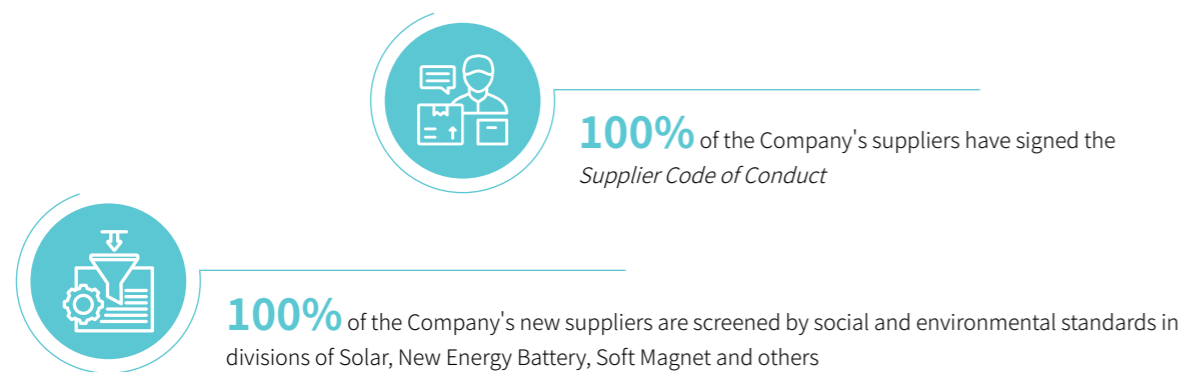 100% of the Company's suppliers have signed the
Supplier Code of Conduct
100% of the Company's new suppliers are screened by social and environmental standards in
divisions of Solar, New Energy Battery, Soft Magnet and others